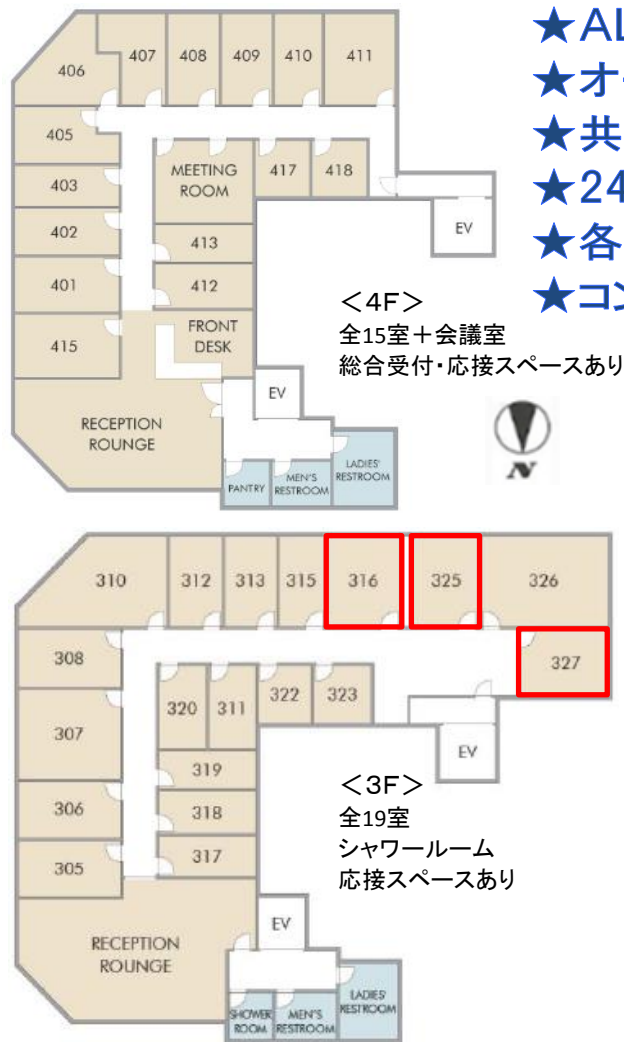 ★AL
★オ
★共
★24
★各
★コン
406
407
408
409
410
411
405
403
402
401
415
MEETING
ROOM
417
418
413
412
FRONT
DESK
EV
RECEPTION
ROUNGE
EV
PANTRY
MEN'S
RESTROOM
LADIES'
RESTROOM
＜4F＞
全15室＋会議室
総合受付・応接スペースあり
N
310
312
313
315
316
325
326
327
308
307
306
305
320
311
322
323
319
318
317
EV
RECEPTION
ROUNGE
EV
SHOWER
ROOM
MEN'S
RESTROOM
LADIES'
RESTROOM
＜3F＞
全19室
シャワールーム
応接スペースあり